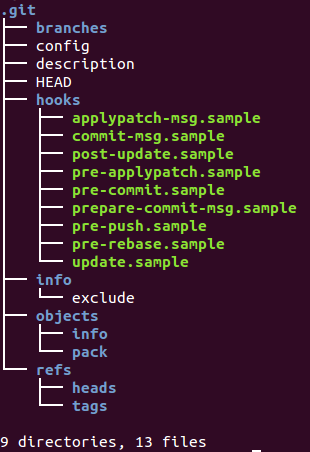 .git
branches
config
description
HEAD
hooks
applypatch-msg.sample
commit-msg.sample
post-update.sample
pre-applypatch.sample
pre-commit.sample
prepare-commit-msg.sample
pre-push.sample
pre-rebase.sample
update.sample
info
exclude
objects
info
pack
refs
heads
tags
9 directories, 13 files